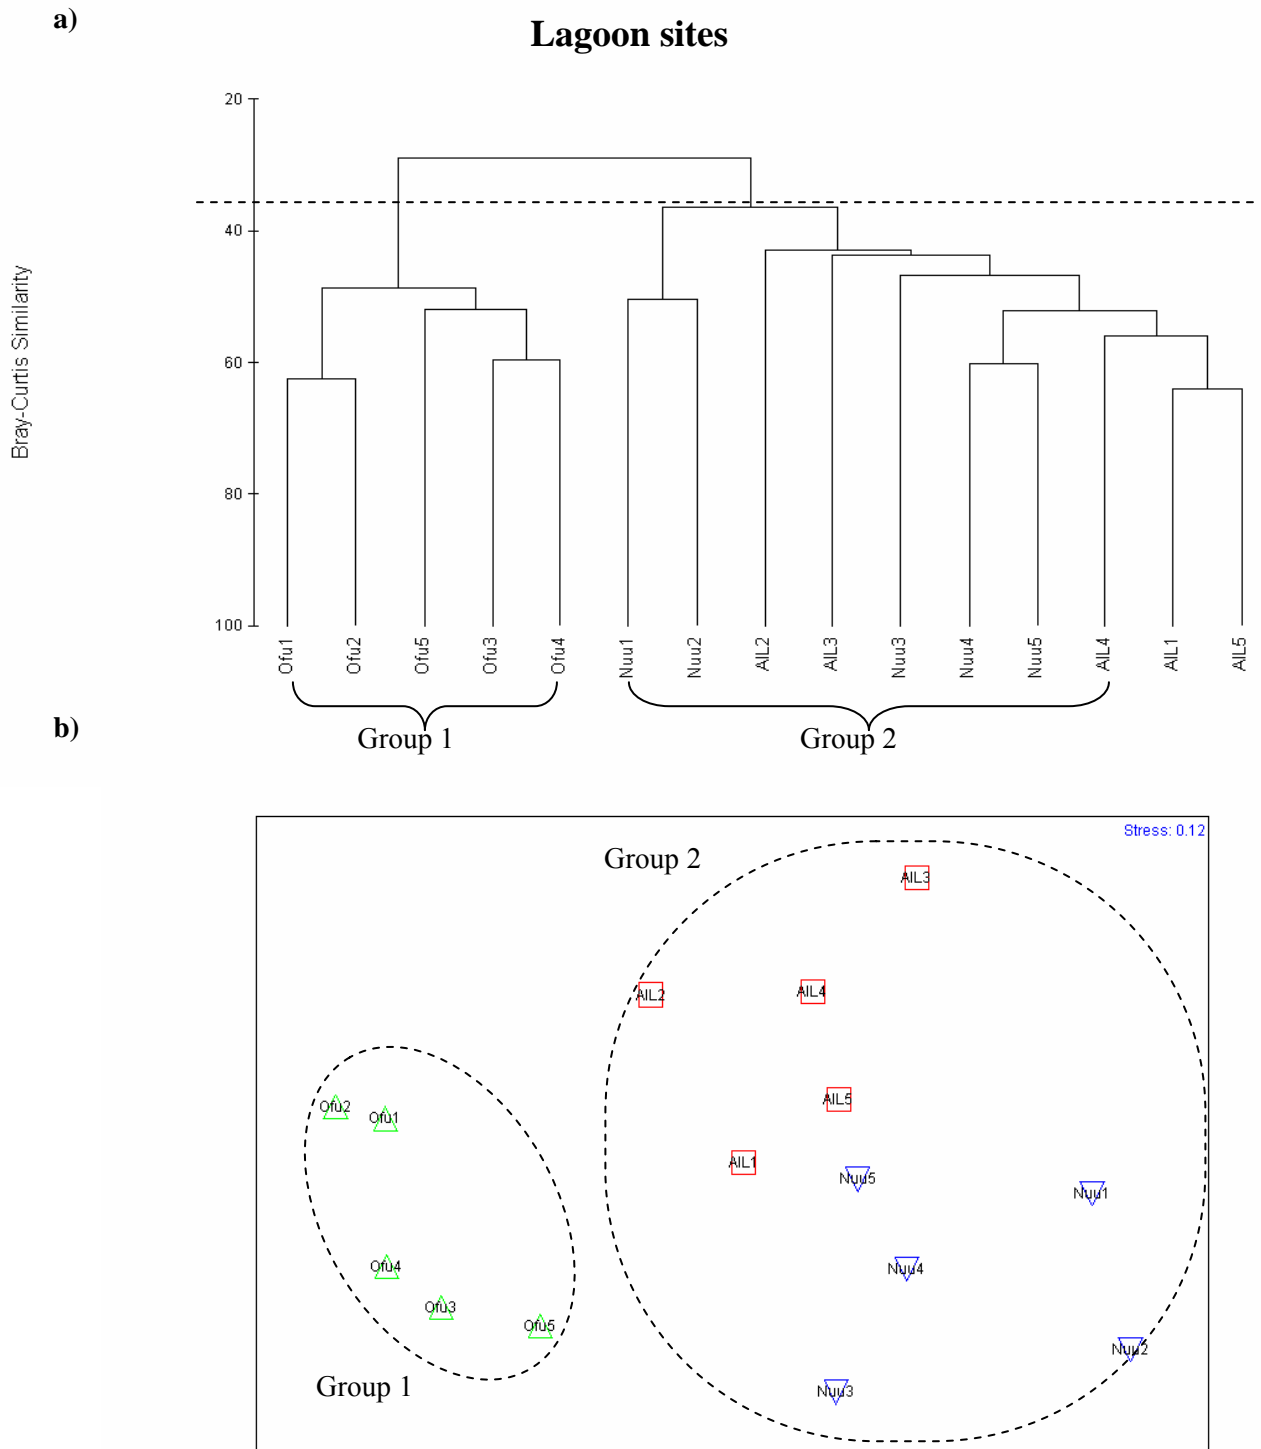 a)
Lagoon sites
20
40
60
80
100
Bray-Curtis Similarity
Ofu1
Ofu2
Ofu5
Ofu3
Ofu4
Nuu1
Nuu2
AIL2
AIL3
Nuu3
Nuu4
Nuu5
AIL4
AIL1
AIL5
Group 1
Group 2
b)
Stress: 0.12
Group 2
AIL3
AIL2
AIL4
AIL5
Ofu2
Ofu1
AIL1
Nuu5
Nuu1
Ofu4
Nuu4
Ofu3
Ofu5
Nuu2
Group 1
Nuu3